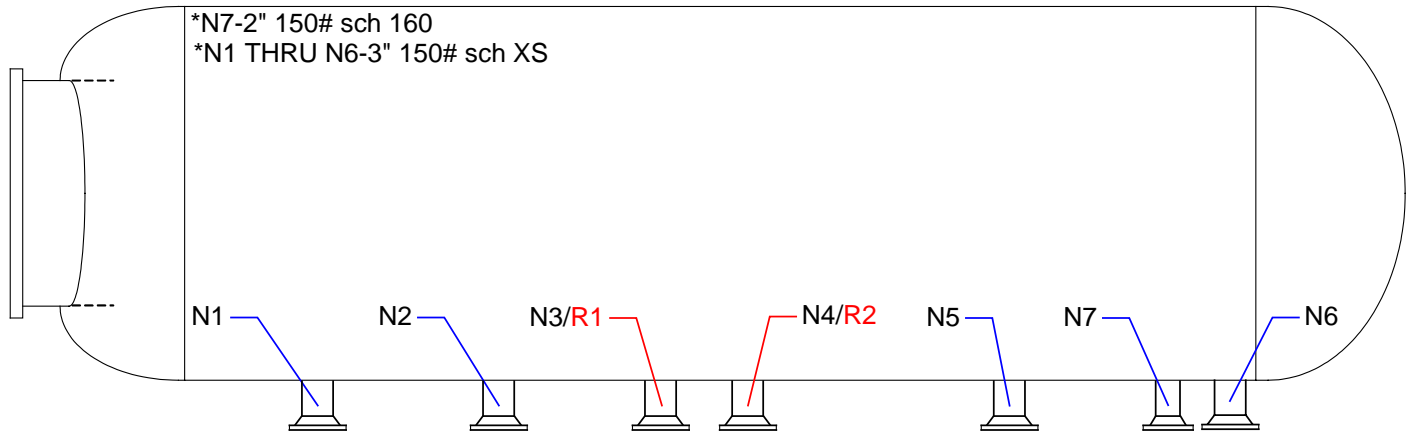 *N7-2" 150# sch 160
*N1 THRU N6-3" 150# sch XS
N1
N2
N3/R1
N4/R2
N5
N7
N6